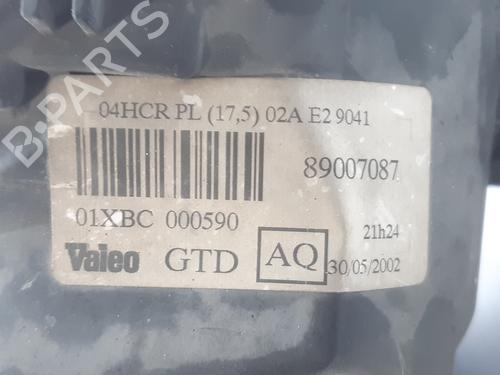 04HCR PL (17,5) 02A E2 9041
89007087
01XBC 000590
21h24
Valeo GTD AQ 30/05/2002
B-PARTS